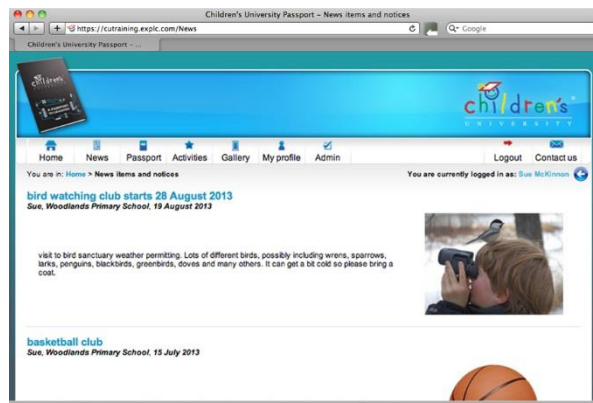 Children's University Passport – News items and notices
https://cutraining.explc.com/News
Google
Children's University Passport – ...
children's
children's
UNIVERSITY
Home News Passport Activities Gallery My profile Admin Logout Contact us
You are in: Home > News items and notices You are currently logged in as: Sue McKinnon
bird watching club starts 28 August 2013
Sue, Woodlands Primary School, 19 August 2013
visit to bird sanctuary weather permitting. Lots of different birds, possibly including wrens, sparrows,
larks, penguins, blackbirds, greenbirds, doves and many others. It can get a bit cold so please bring a
coat.
basketball club
Sue, Woodlands Primary School, 15 July 2013